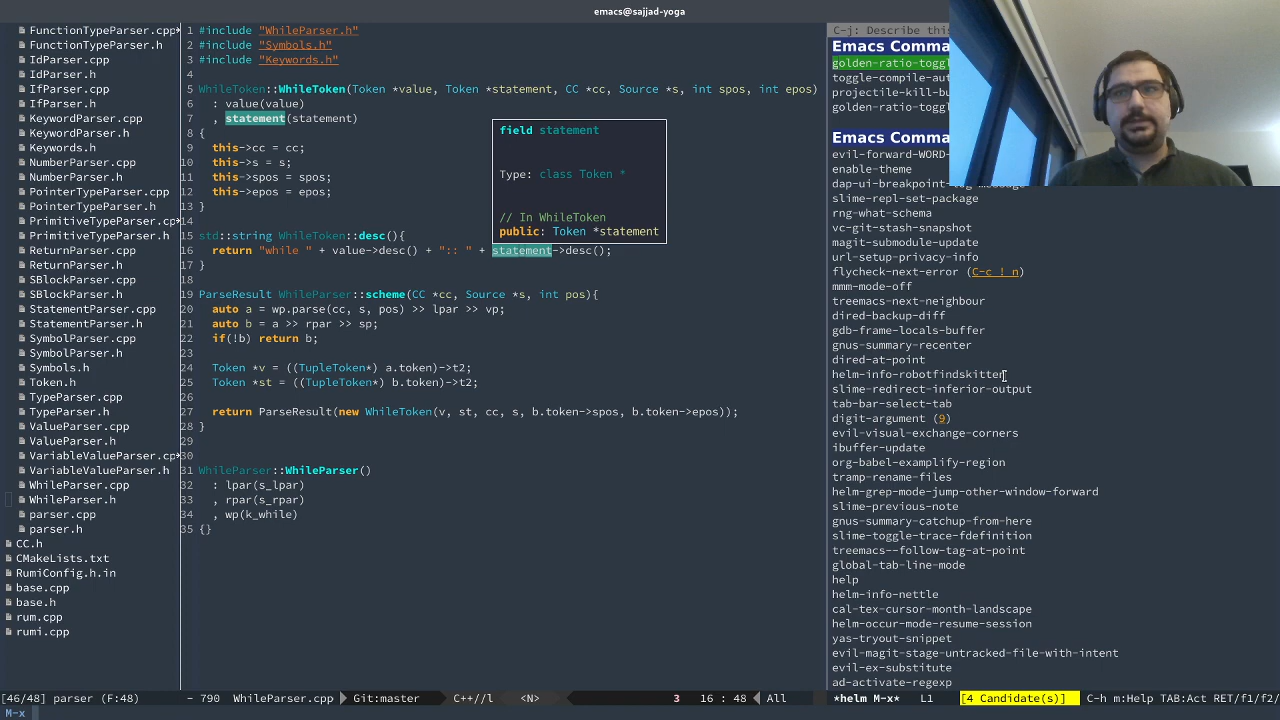 emacs@sajjad-yoga
FunctionTypeParser.cpp
FunctionTypeParser.h
IdParser.cpp
IdParser.h
IfParser.cpp
IfParser.h
KeywordParser.cpp
KeywordParser.h
Keywords.h
NumberParser.cpp
NumberParser.h
PointerTypeParser.cpp
PointerTypeParser.h
PrimitiveTypeParser.cpp
PrimitiveTypeParser.h
ReturnParser.cpp
ReturnParser.h
SBlockParser.cpp
SBlockParser.h
StatementParser.cpp
StatementParser.h
SymbolParser.cpp
SymbolParser.h
Symbols.h
Token.h
TypeParser.cpp
TypeParser.h
ValueParser.cpp
ValueParser.h
VariableValueParser.cp
VariableValueParser.h
WhileParser.cpp
WhileParser.h
parser.cpp
parser.h
CC.h
CMakeLists.txt
RumiConfig.h.in
base.cpp
base.h
rum.cpp
rumi.cpp
1 #include "WhileParser.h"
2 #include "Symbols.h"
3 #include "Keywords.h"
4
5 WhileToken::WhileToken(Token *value, Token *statement, CC *cc, Source *s, int spos, int epos)
6 : value(value)
7 , statement(statement)
8 {
9 this->cc = cc;
10 this->s = s;
11 this->spos = spos;
12 this->epos = epos;
13 }
14
15 std::string WhileToken::desc(){
16 return "while " + value->desc() + ":: " + statement->desc();
17 }
18
19 ParseResult WhileParser::scheme(CC *cc, Source *s, int pos){
20 auto a = wp.parse(cc, s, pos) >> lpar >> vp;
21 auto b = a >> rpar >> sp;
22 if(!b) return b;
23
24 Token *v = ((TupleToken*) a.token)->t2;
25 Token *st = ((TupleToken*) b.token)->t2;
26
27 return ParseResult(new WhileToken(v, st, cc, s, b.token->spos, b.token->epos));
28 }
29
30
31 WhileParser::WhileParser()
32 : lpar(s_lpar)
33 , rpar(s_rpar)
34 , wp(k_while)
35 {}
field statement
Type: class Token *
// In WhileToken
public: Token *statement
C-j: Describe thi
Emacs Comma
golden-ratio-toggl
toggle-compile-aut
projectile-kill-bu
golden-ratio-toggl
Emacs Comma
evil-forward-WORD-
enable-theme
slime-repl-set-package
rng-what-schema
vc-git-stash-snapshot
magit-submodule-update
url-setup-privacy-info
flycheck-next-error (C-c ! n)
mmm-mode-off
treemacs-next-neighbour
dired-backup-diff
gdb-frame-locals-buffer
gnus-summary-recenter
dired-at-point
helm-info-robotfindskitten
slime-redirect-inferior-output
tab-bar-select-tab
digit-argument (9)
evil-visual-exchange-corners
ibuffer-update
org-babel-examplify-region
tramp-rename-files
helm-grep-mode-jump-other-window-forward
slime-previous-note
gnus-summary-catchup-from-here
slime-toggle-trace-fdefinition
treemacs--follow-tag-at-point
global-tab-line-mode
help
helm-info-nettle
cal-tex-cursor-month-landscape
helm-occur-mode-resume-session
yas-tryout-snippet
evil-magit-stage-untracked-file-with-intent
evil-ex-substitute
ad-activate-regexp
[46/48] parser (F:48) - 790 WhileParser.cpp Git:master C++//l <N> 3 16 : 48 All *helm M-x* L1 [4 Candidate(s)] C-h m:Help TAB:Act RET/f1/f2/
M-x